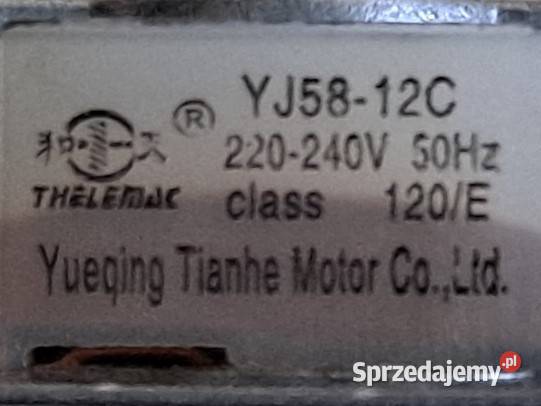 YJ58-12C
®
THELEMAC
220-240V 50Hz
class 120/E
Yueqing Tianhe Motor Co.,Ltd.
Sprzedajemy.pl